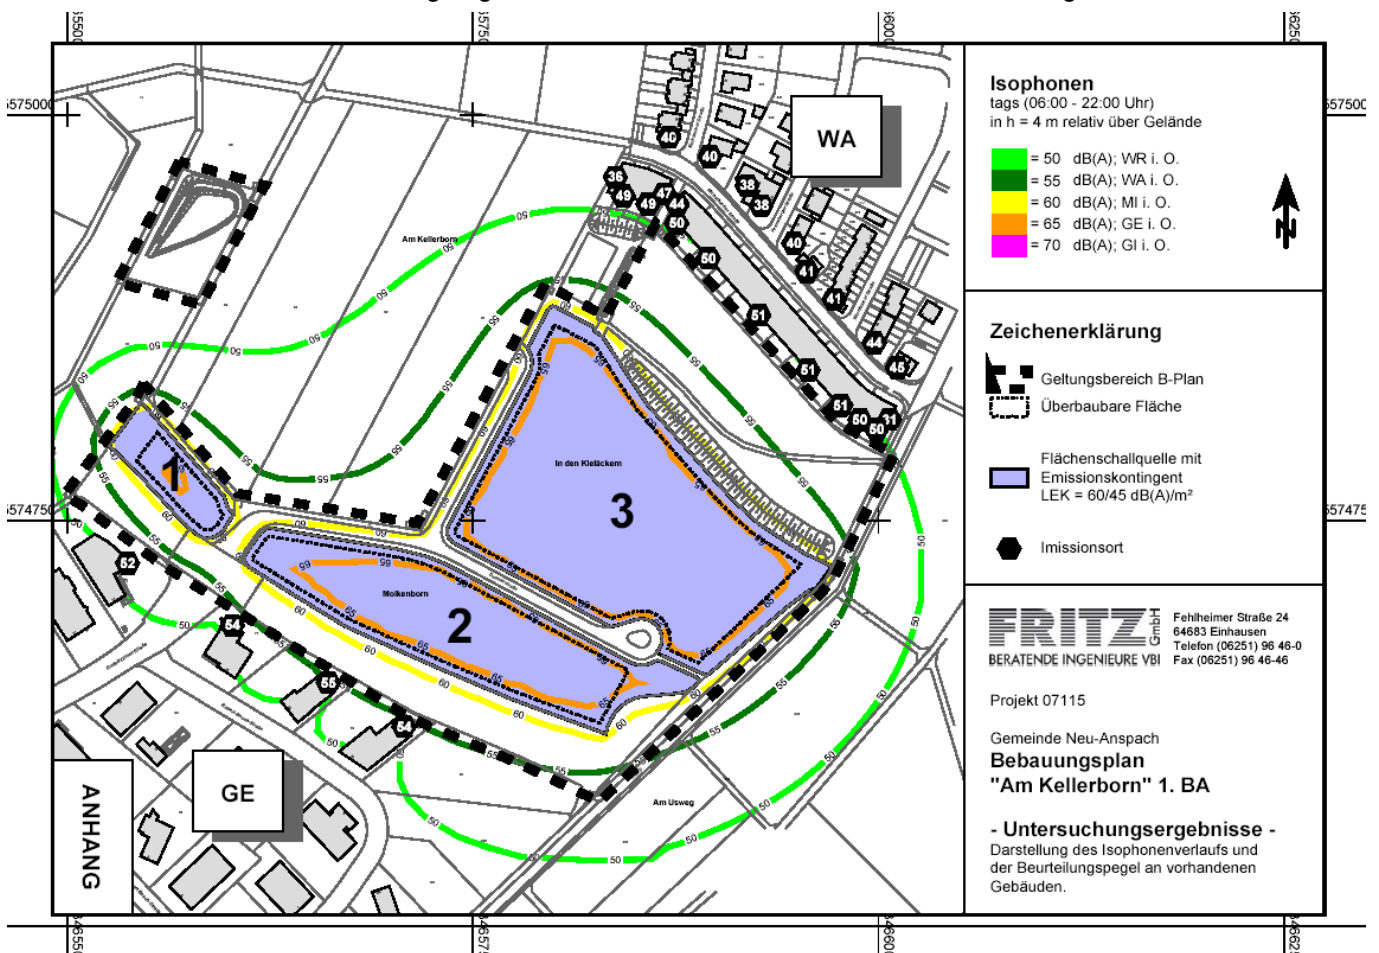 Isophonen
tags (06:00 - 22:00 Uhr)
in h = 4 m relativ über Gelände
= 50 dB(A); WR i. O.
= 55 dB(A); WA i. O.
= 60 dB(A); MI i. O.
= 65 dB(A); GE i. O.
= 70 dB(A); GI i. O.
N
Zeichenerklärung
Geltungsbereich B-Plan
Überbaubare Fläche
Flächenschallquelle mit
Emissionskontingent
LEK = 60/45 dB(A)/m²
Imissionsort
FRITZ GmbH
BERATENDE INGENIEURE VBI
Fehlheimer Straße 24
64683 Einhausen
Telefon (06251) 96 46-0
Fax (06251) 96 46-46
Projekt 07115
Gemeinde Neu-Anspach
Bebauungsplan
"Am Kellerborn" 1. BA
- Untersuchungsergebnisse -
Darstellung des Isophonenverlaufs und
der Beurteilungspegel an vorhandenen
Gebäuden.
WA
GE
ANHANG
Am Kellerborn
In den Kleläckern
Molkenborn
Am Usweg
1
2
3
40
40
36
49
49
47
44
50
38
38
50
40
41
51
41
44
51
45
51
50
31
50
52
54
55
54
50
55
60
65